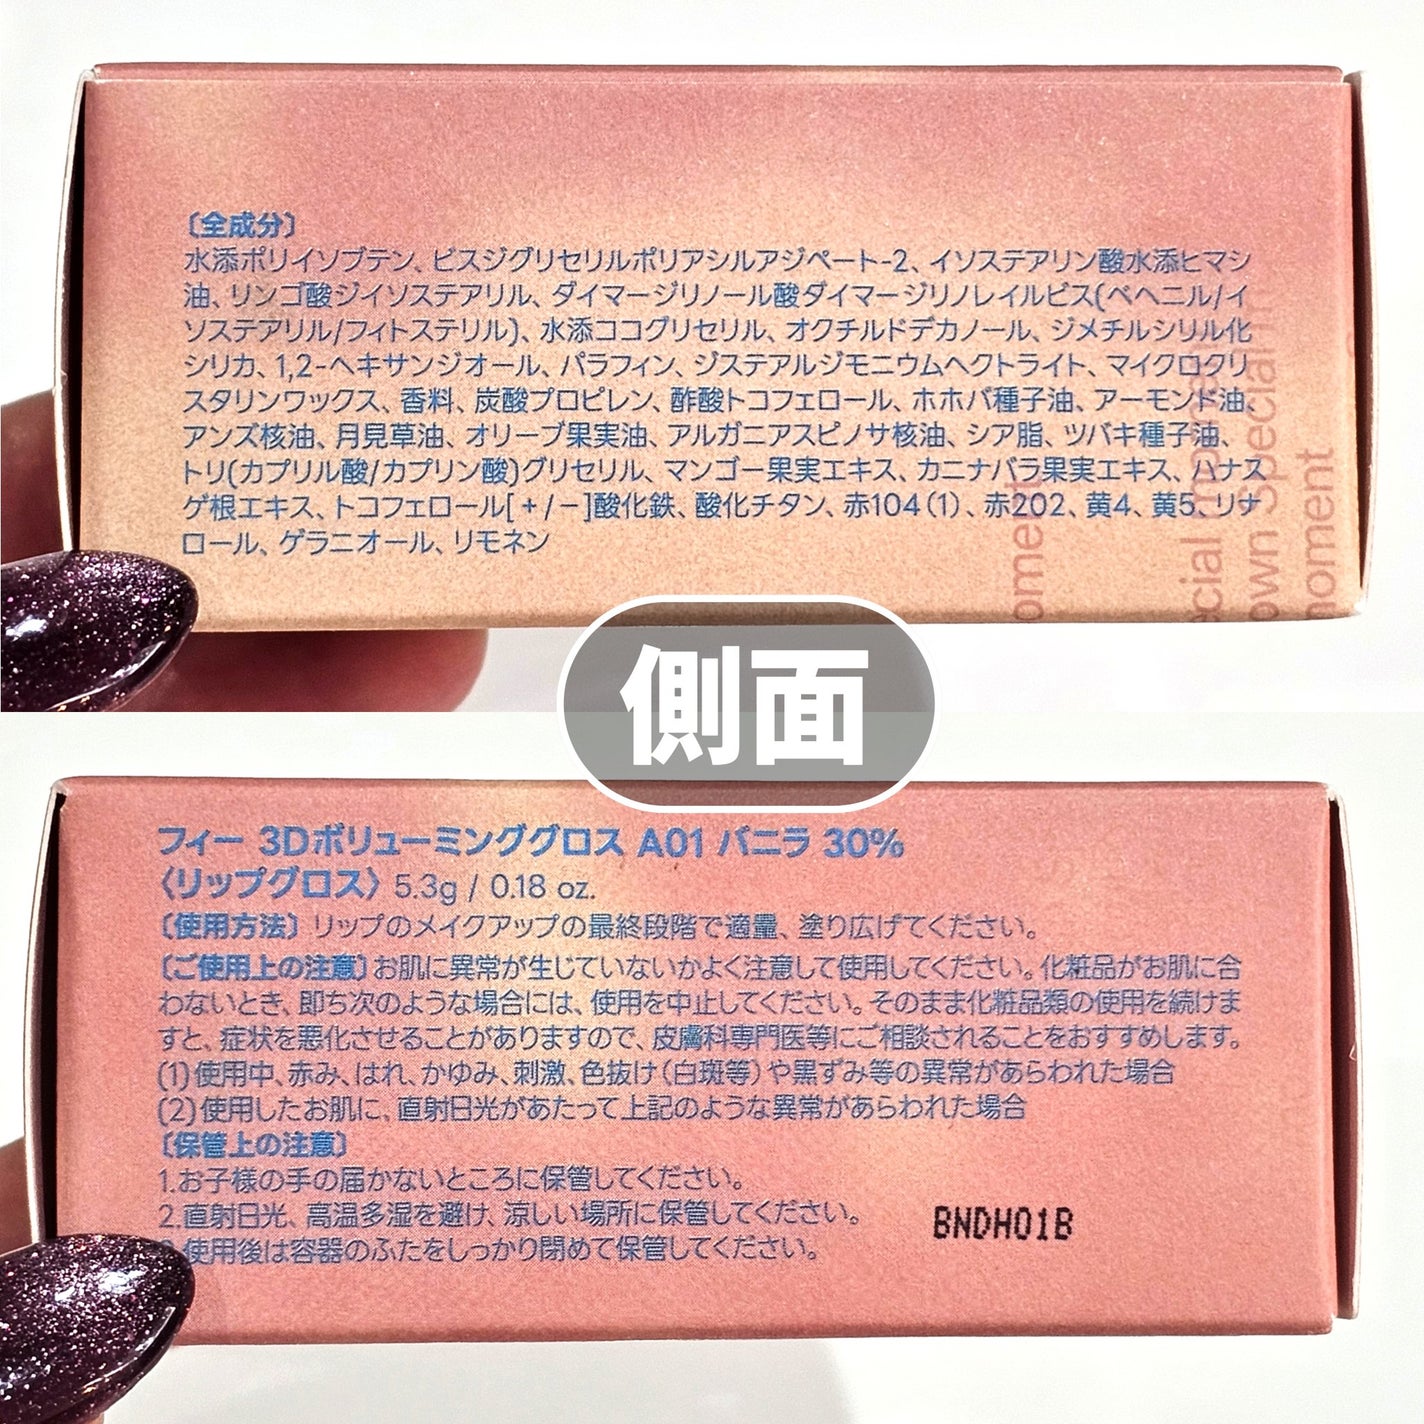 〔全成分〕
水添ポリイソブテン、ビスジグリセリルポリアシルアジペート-2、イソステアリン酸水添ヒマシ
油、リンゴ酸ジイソステアリル、ダイマージリノール酸ダイマージリノレイルビス(ベヘニル/イ
ソステアリル/フィトステリル)、水添ココグリセリル、オクチルドデカノール、ジメチルシリル化
シリカ、1,2-ヘキサンジオール、パラフィン、ジステアルジモニウムヘクトライト、マイクロクリ
スタリンワックス、香料、炭酸プロピレン、酢酸トコフェロール、ホホバ種子油、アーモンド油、
アンズ核油、月見草油、オリーブ果実油、アルガニアスピノサ核油、シア脂、ツバキ種子油、
トリ(カプリル酸/カプリン酸)グリセリル、マンゴー果実エキス、カニナバラ果実エキス、ハナス
ゲ根エキス、トコフェロール[+/−]酸化鉄、酸化チタン、赤104(1)、赤202、黄4、黄5、リナ
ロール、ゲラニオール、リモネン
側面
フィー 3Dボリューミンググロス A01 バニラ 30%
〈リップグロス〉 5.3g / 0.18 oz.
〔使用方法〕 リップのメイクアップの最終段階で適量、塗り広げてください。
〔ご使用上の注意〕お肌に異常が生じていないかよく注意して使用してください。化粧品がお肌に合
わないとき、即ち次のような場合には、使用を中止してください。そのまま化粧品類の使用を続けま
すと、症状を悪化させることがありますので、皮膚科専門医等にご相談されることをおすすめします。
(1)使用中、赤み、はれ、かゆみ、刺激、色抜け(白斑等)や黒ずみ等の異常があらわれた場合
(2)使用したお肌に、直射日光があたって上記のような異常があらわれた場合
〔保管上の注意〕
1.お子様の手の届かないところに保管してください。
2.直射日光、高温多湿を避け、涼しい場所に保管してください。
使用後は容器のふたをしっかり閉めて保管してください。
BNDH01B